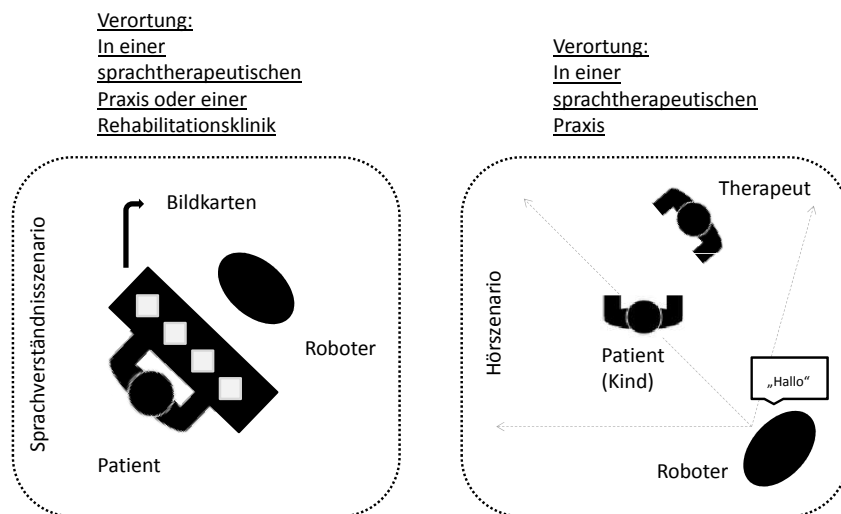 Verortung:
In einer
sprachtherapeutischen
Praxis oder einer
Rehabilitationsklinik
Sprachverständnisszenario
Bildkarten
Roboter
Patient
Verortung:
In einer
sprachtherapeutischen
Praxis
Hörszenario
Therapeut
Patient
(Kind)
„Hallo“
Roboter